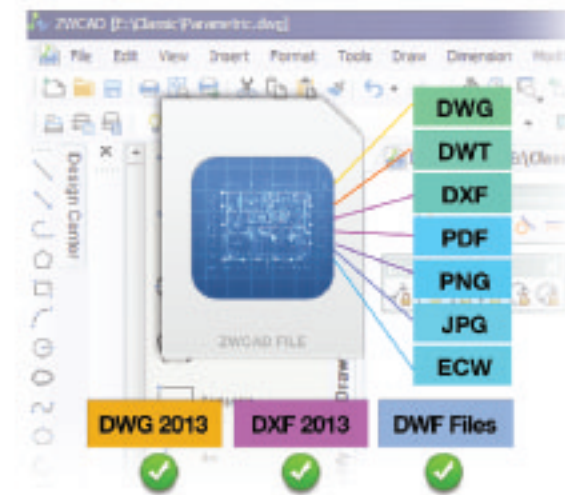 ZWCAD [E:\Classic\Parametric.dwg]
File Edit View Insert Format Tools Draw Dimension
Design Center
DWG
DWT
DXF
PDF
PNG
JPG
ECW
ZWCAD FILE
Draw
DWG 2013 DXF 2013 DWF Files